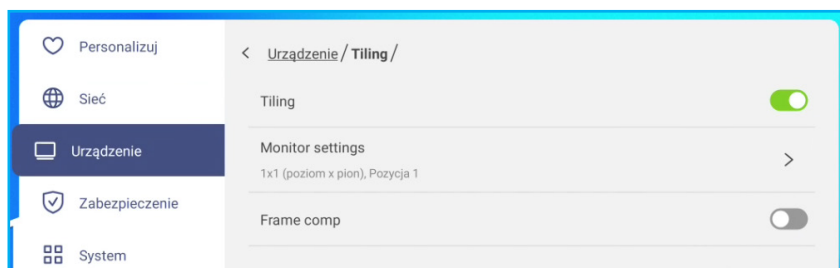 Personalizuj
Sieć
Urządzenie
Zabezpieczenie
System
Urządzenie / Tiling /
Tiling
Monitor settings
1x1 (poziom x pion), Pozycja 1
Frame comp